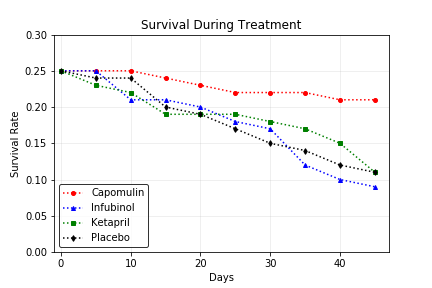 Survival During Treatment
0.30
0.25
0.20
0.15
0.10
0.05
0.00
Survival Rate
Capomulin
Infubinol
Ketapril
Placebo
0 10 20 30 40
Days